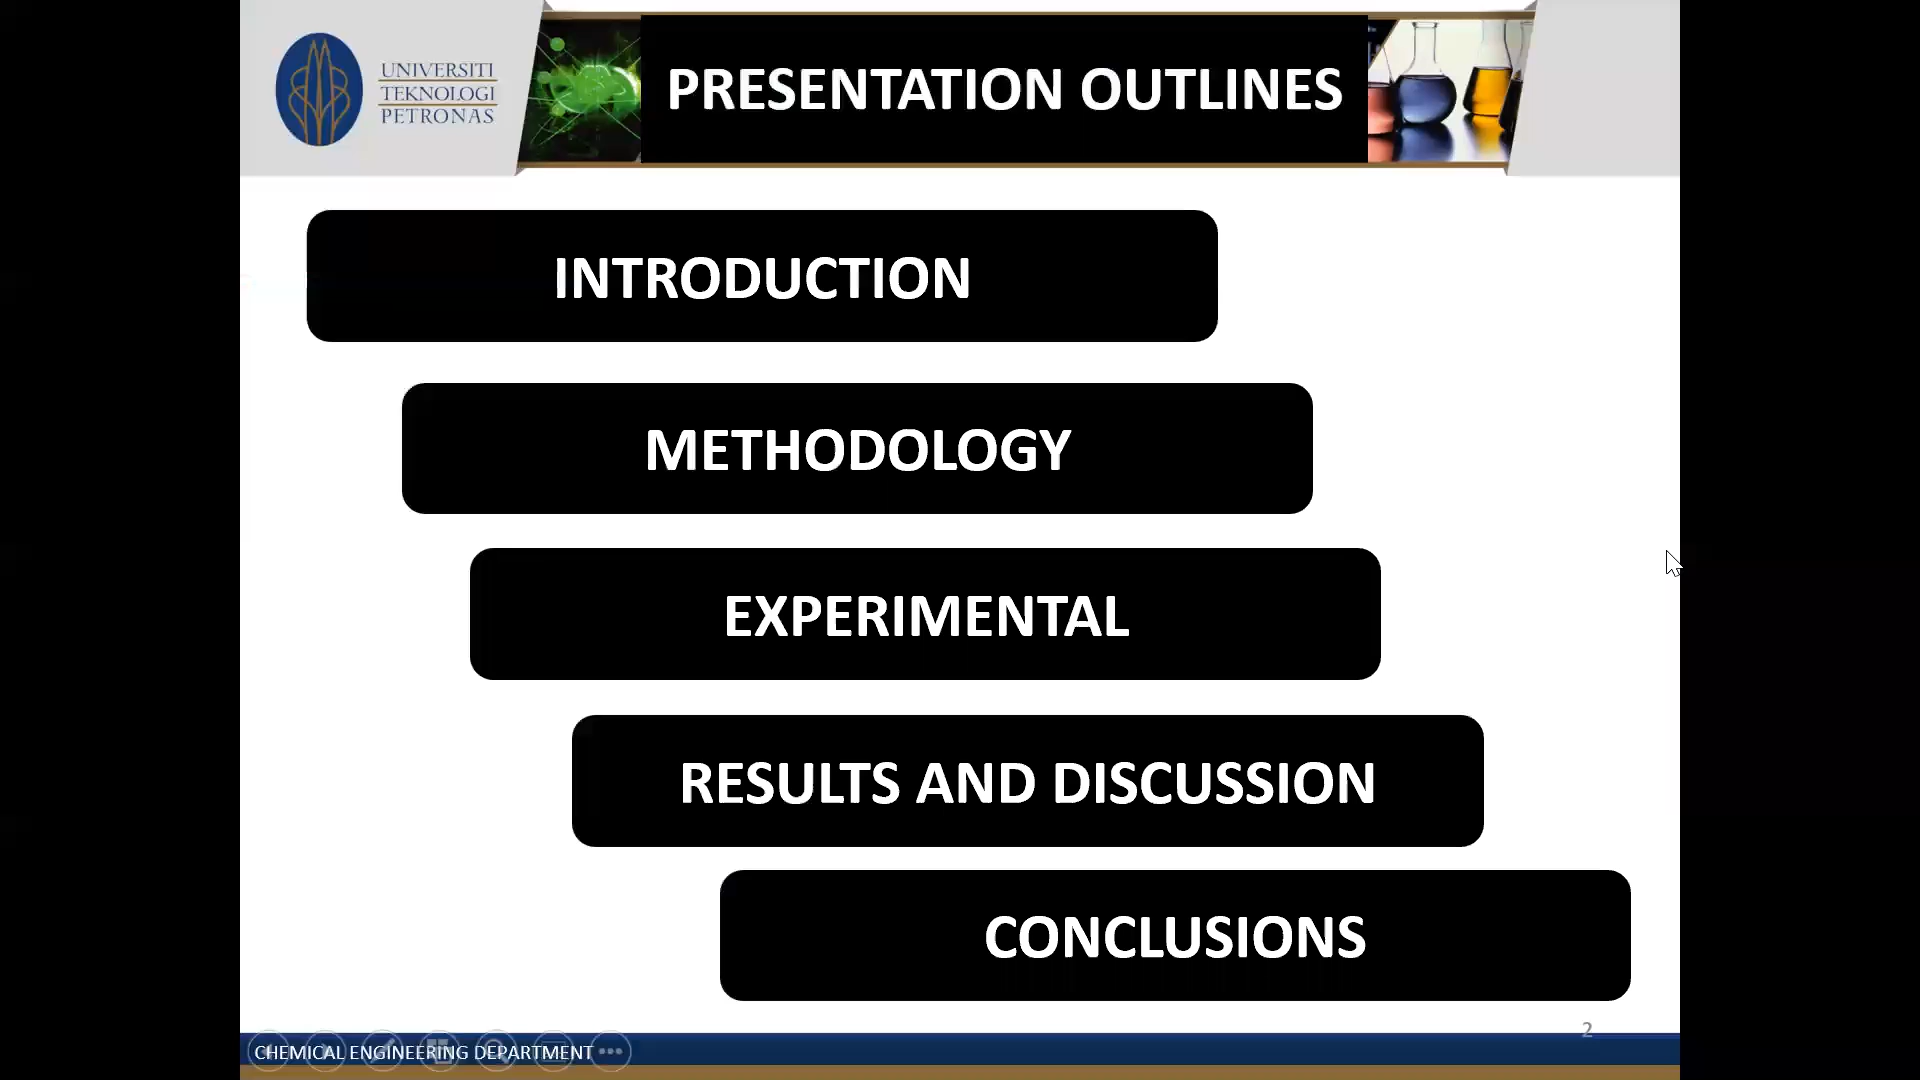 UNIVERSITI
TEKNOLOGI
PETRONAS
PRESENTATION OUTLINES
INTRODUCTION
METHODOLOGY
EXPERIMENTAL
RESULTS AND DISCUSSION
CONCLUSIONS
2
CHEMICAL ENGINEERING DEPARTMENT